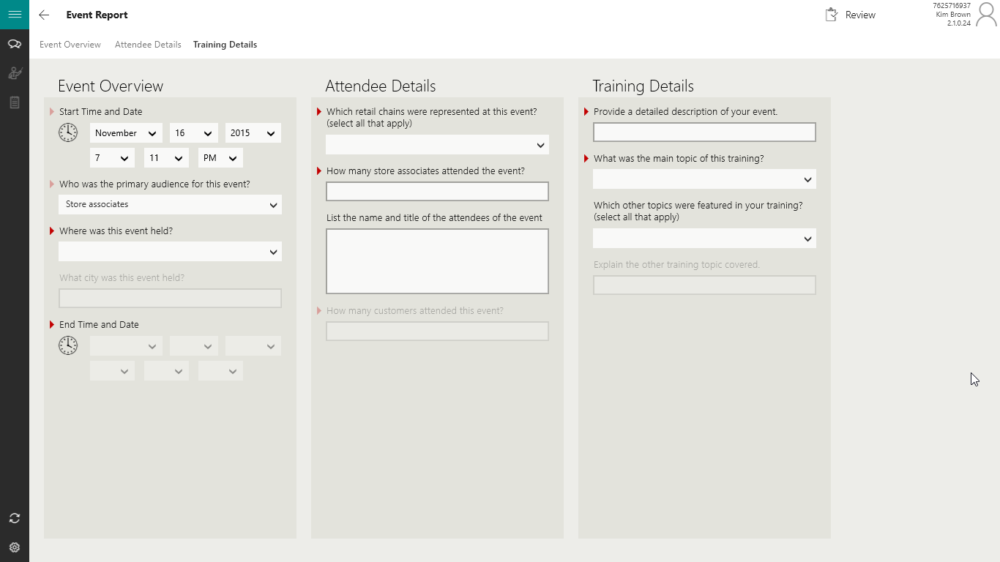 Event Report
Review
7625716937
Kim Brown
2.1.0.24
Event Overview
Attendee Details
Training Details
Event Overview
Start Time and Date
November
16
2015
7
11
PM
Who was the primary audience for this event?
Store associates
Where was this event held?
What city was this event held?
End Time and Date
Attendee Details
Which retail chains were represented at this event?
(select all that apply)
How many store associates attended the event?
List the name and title of the attendees of the event
How many customers attended this event?
Training Details
Provide a detailed description of your event.
What was the main topic of this training?
Which other topics were featured in your training?
(select all that apply)
Explain the other training topic covered.